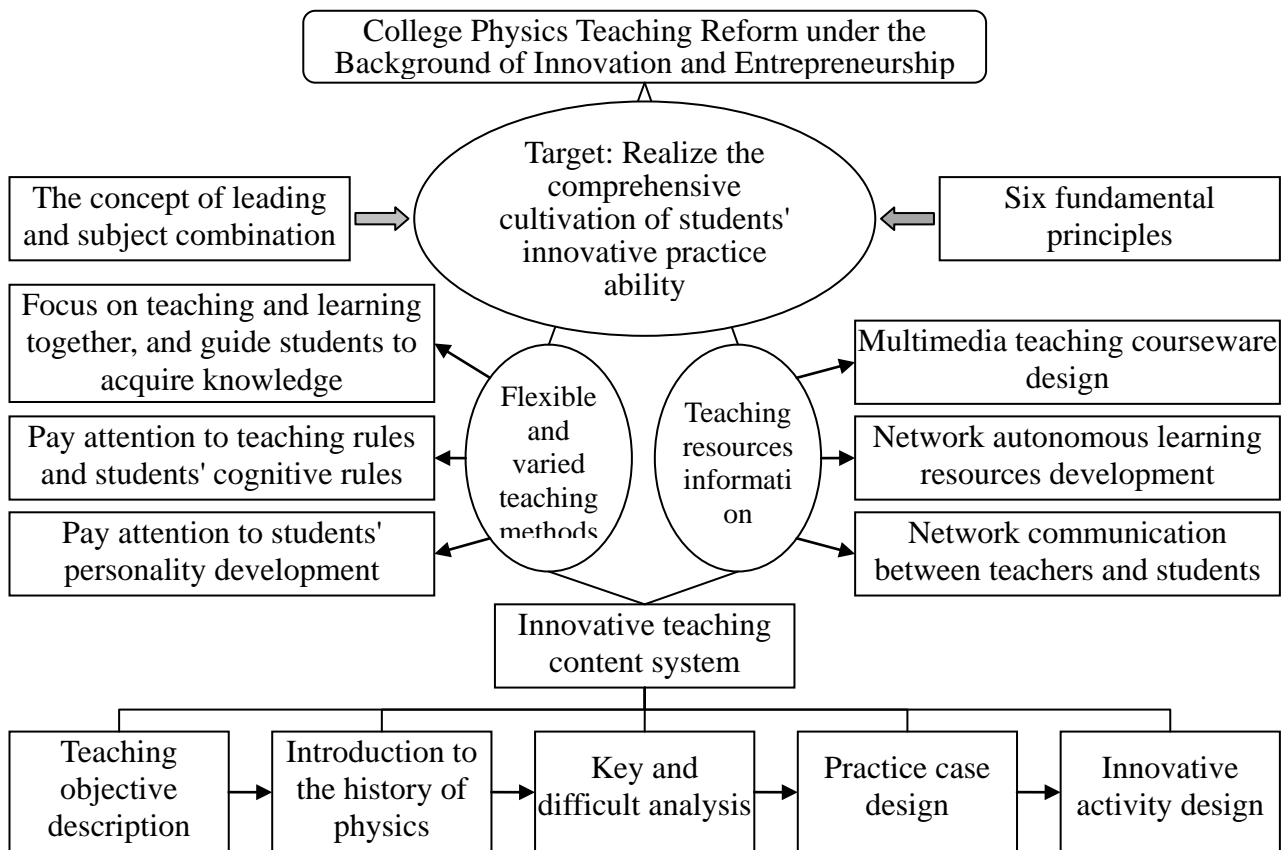 College Physics Teaching Reform under the
Background of Innovation and Entrepreneurship
Target: Realize the
comprehensive
cultivation of students'
innovative practice
ability
The concept of leading
and subject combination
Six fundamental
principles
Focus on teaching and learning
together, and guide students to
acquire knowledge
Pay attention to teaching rules
and students' cognitive rules
Pay attention to students'
personality development
Flexible
and
varied
teaching
methods
Teaching
resources
informati
on
Multimedia teaching courseware
design
Network autonomous learning
resources development
Network communication
between teachers and students
Innovative teaching
content system
Teaching
objective
description
Introduction to
the history of
physics
Key and
difficult analysis
Practice case
design
Innovative
activity design